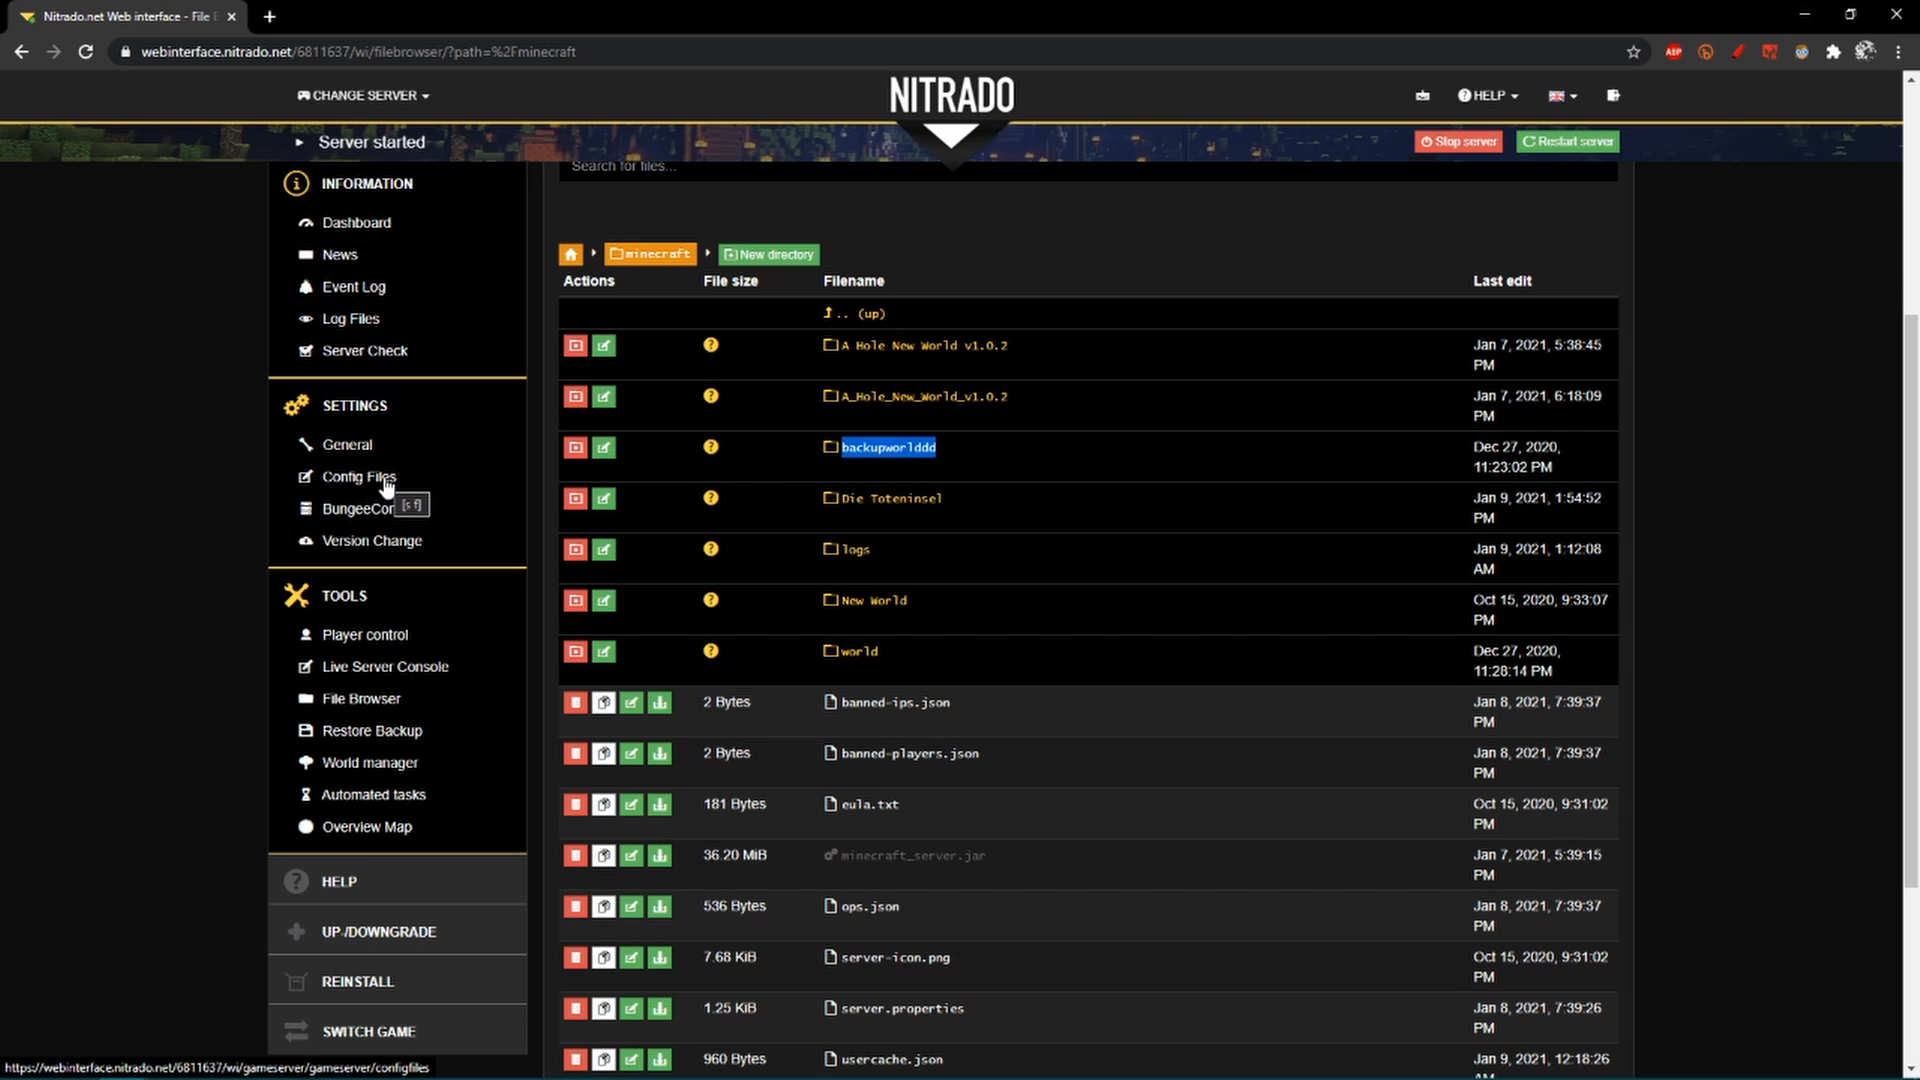 Nitrado.net Web interface - File
webinterface.nitrado.net/6811637/wi/filebrowser/?path=%2Fminecraft
ABP
CHANGE SERVER
NITRADO
HELP
Server started
Stop server
Restart server
INFORMATION
Dashboard
News
Event Log
Log Files
Server Check
SETTINGS
General
Config Files
[s f]
BungeeCor
Version Change
TOOLS
Player control
Live Server Console
File Browser
Restore Backup
World manager
Automated tasks
Overview Map
HELP
UP-/DOWNGRADE
REINSTALL
SWITCH GAME
Search for files...
minecraft
New directory
Actions File size Filename Last edit
.. (up)
A Hole New World v1.0.2 Jan 7, 2021, 5:38:45
PM
A_Hole_New_World_v1.0.2 Jan 7, 2021, 6:18:09
PM
backupworlddd Dec 27, 2020,
11:23:02 PM
Die Toteninsel Jan 9, 2021, 1:54:52
PM
logs Jan 9, 2021, 1:12:08
AM
New World Oct 15, 2020, 9:33:07
PM
world Dec 27, 2020,
11:28:14 PM
2 Bytes banned-ips.json Jan 8, 2021, 7:39:37
PM
2 Bytes banned-players.json Jan 8, 2021, 7:39:37
PM
181 Bytes eula.txt Oct 15, 2020, 9:31:02
PM
36.20 MiB minecraft_server.jar Jan 7, 2021, 5:39:15
PM
536 Bytes ops.json Jan 8, 2021, 7:39:37
PM
7.68 KiB server-icon.png Oct 15, 2020, 9:31:02
PM
1.25 KiB server.properties Jan 8, 2021, 7:39:26
PM
960 Bytes usercache.json Jan 9, 2021, 12:18:26
AM
https://webinterface.nitrado.net/6811637/wi/gameserver/gameserver/configfiles